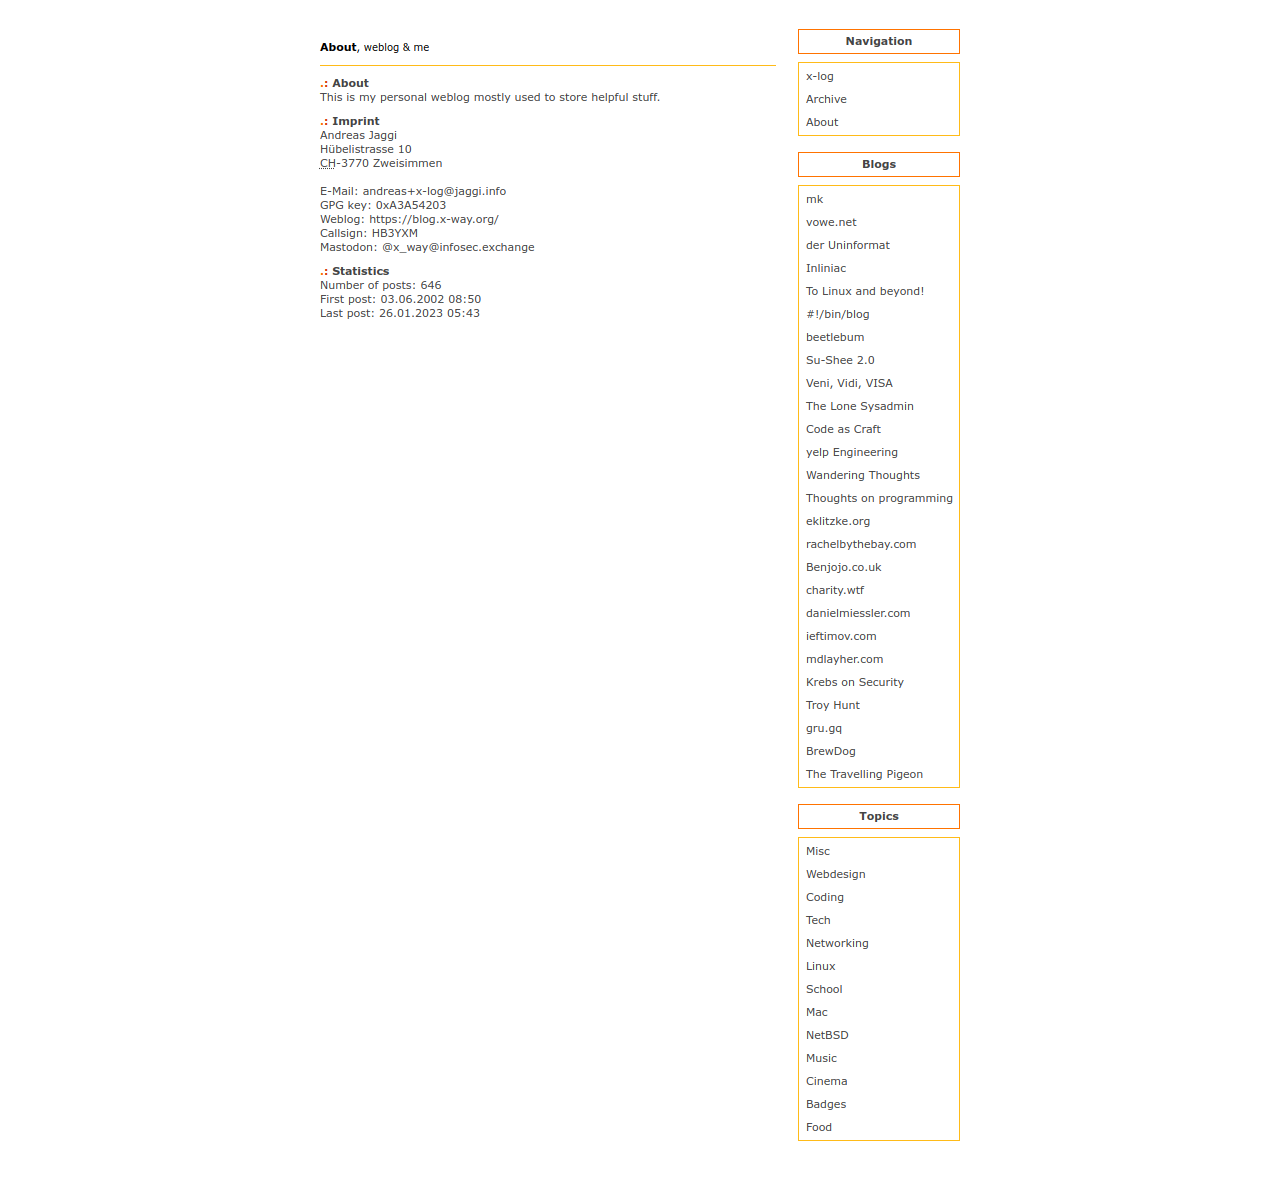 About, weblog & me
.: About
This is my personal weblog mostly used to store helpful stuff.
.: Imprint
Andreas Jaggi
Hübelistrasse 10
CH-3770 Zweisimmen
E-Mail: andreas+x-log@jaggi.info
GPG key: 0xA3A54203
Weblog: https://blog.x-way.org/
Callsign: HB3YXM
Mastodon: @x_way@infosec.exchange
.: Statistics
Number of posts: 646
First post: 03.06.2002 08:50
Last post: 26.01.2023 05:43
Navigation
x-log
Archive
About
Blogs
mk
vowe.net
der Uninformat
Inliniac
To Linux and beyond!
#!/bin/blog
beetlebum
Su-Shee 2.0
Veni, Vidi, VISA
The Lone Sysadmin
Code as Craft
yelp Engineering
Wandering Thoughts
Thoughts on programming
eklitzke.org
rachelbythebay.com
Benjojo.co.uk
charity.wtf
danielmiessler.com
ieftimov.com
mdlayher.com
Krebs on Security
Troy Hunt
gru.gq
BrewDog
The Travelling Pigeon
Topics
Misc
Webdesign
Coding
Tech
Networking
Linux
School
Mac
NetBSD
Music
Cinema
Badges
Food